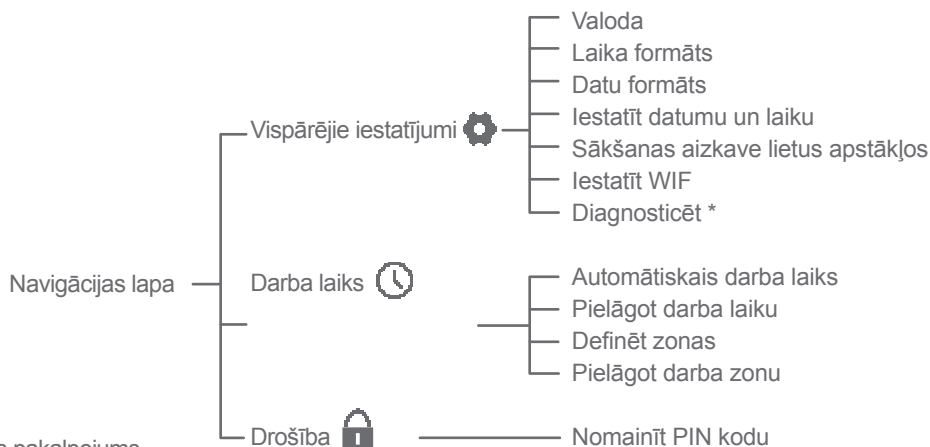 Valoda
Laika formāts
Datu formāts
Iestatīt datumu un laiku
Sākšanas aizkave lietus apstākļos
Iestatīt WIF
Diagnosticēt *
Vispārējie iestatījumi
Navigācijas lapa
Darba laiks
Automātiskais darba laiks
Pielāgot darba laiku
Definēt zonas
Pielāgot darba zonu
Drošība
Nomainīt PIN kodu
pakalpojums